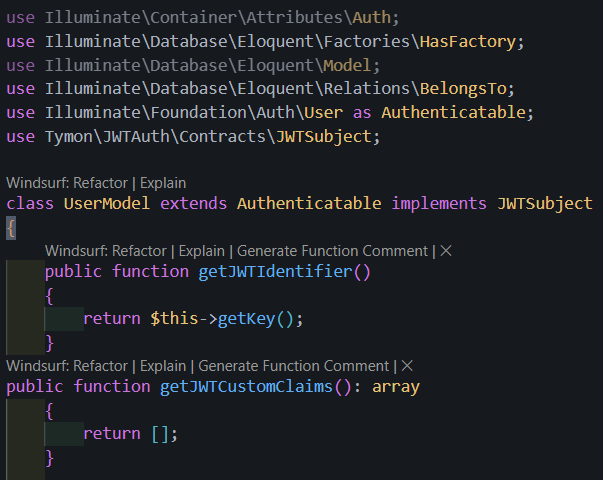 use Illuminate\Container\Attributes\Auth;
use Illuminate\Database\Eloquent\Factories\HasFactory;
use Illuminate\Database\Eloquent\Model;
use Illuminate\Database\Eloquent\Relations\BelongsTo;
use Illuminate\Foundation\Auth\User as Authenticatable;
use Tymon\JWTAuth\Contracts\JWTSubject;
Windsurf: Refactor | Explain
class UserModel extends Authenticatable implements JWTSubject
{
Windsurf: Refactor | Explain | Generate Function Comment | ×
public function getJWTIdentifier()
{
return $this->getKey();
}
Windsurf: Refactor | Explain | Generate Function Comment | ×
public function getJWTCustomClaims(): array
{
return [];
}